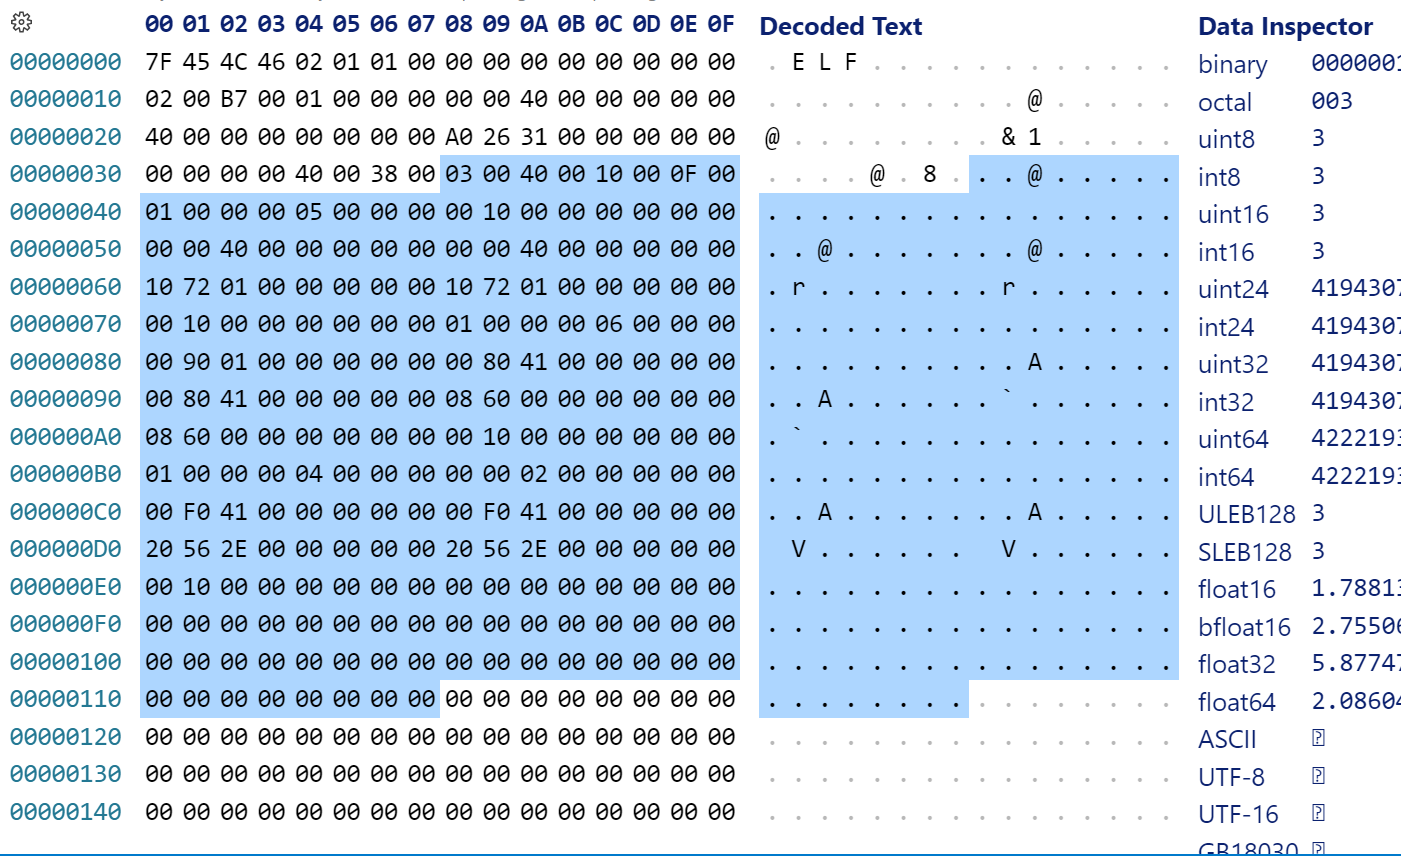 00 01 02 03 04 05 06 07 08 09 0A 0B 0C 0D 0E 0F Decoded Text Data Inspector
00000000 7F 45 4C 46 02 01 01 00 00 00 00 00 00 00 00 00 . E L F . . . . . . . . . . . . binary 0000001
00000010 02 00 B7 00 01 00 00 00 00 00 40 00 00 00 00 00 . . . . . . . . . . @ . . . . . octal 003
00000020 40 00 00 00 00 00 00 00 A0 26 31 00 00 00 00 00 @ . . . . . . . . & 1 . . . . . uint8 3
00000030 00 00 00 00 40 00 38 00 03 00 40 00 10 00 0F 00 . . . . @ . 8 . . . @ . . . . . int8 3
00000040 01 00 00 00 05 00 00 00 00 10 00 00 00 00 00 00 . . . . . . . . . . . . . . . . uint16 3
00000050 00 00 40 00 00 00 00 00 00 00 40 00 00 00 00 00 . . @ . . . . . . . @ . . . . . int16 3
00000060 10 72 01 00 00 00 00 00 10 72 01 00 00 00 00 00 . r . . . . . . . r . . . . . . uint24 4194307
00000070 00 10 00 00 00 00 00 00 01 00 00 00 06 00 00 00 . . . . . . . . . . . . . . . . int24 4194307
00000080 00 90 01 00 00 00 00 00 00 80 41 00 00 00 00 00 . . . . . . . . . . A . . . . . uint32 4194307
00000090 00 80 41 00 00 00 00 00 08 60 00 00 00 00 00 00 . . A . . . . . . ` . . . . . . int32 4194307
000000A0 08 60 00 00 00 00 00 00 00 10 00 00 00 00 00 00 . ` . . . . . . . . . . . . . . uint64 4222193
000000B0 01 00 00 00 04 00 00 00 00 00 02 00 00 00 00 00 . . . . . . . . . . . . . . . . int64 4222193
000000C0 00 F0 41 00 00 00 00 00 00 F0 41 00 00 00 00 00 . . A . . . . . . . A . . . . . ULEB128 3
000000D0 20 56 2E 00 00 00 00 00 20 56 2E 00 00 00 00 00 V . . . . . . V . . . . . . SLEB128 3
000000E0 00 10 00 00 00 00 00 00 00 00 00 00 00 00 00 00 . . . . . . . . . . . . . . . . float16 1.78813
000000F0 00 00 00 00 00 00 00 00 00 00 00 00 00 00 00 00 . . . . . . . . . . . . . . . . bfloat16 2.75506
00000100 00 00 00 00 00 00 00 00 00 00 00 00 00 00 00 00 . . . . . . . . . . . . . . . . float32 5.87747
00000110 00 00 00 00 00 00 00 00 00 00 00 00 00 00 00 00 . . . . . . . . . . . . . . . . float64 2.08604
00000120 00 00 00 00 00 00 00 00 00 00 00 00 00 00 00 00 . . . . . . . . . . . . . . . . ASCII
00000130 00 00 00 00 00 00 00 00 00 00 00 00 00 00 00 00 . . . . . . . . . . . . . . . . UTF-8
00000140 00 00 00 00 00 00 00 00 00 00 00 00 00 00 00 00 . . . . . . . . . . . . . . . . UTF-16
GB18030